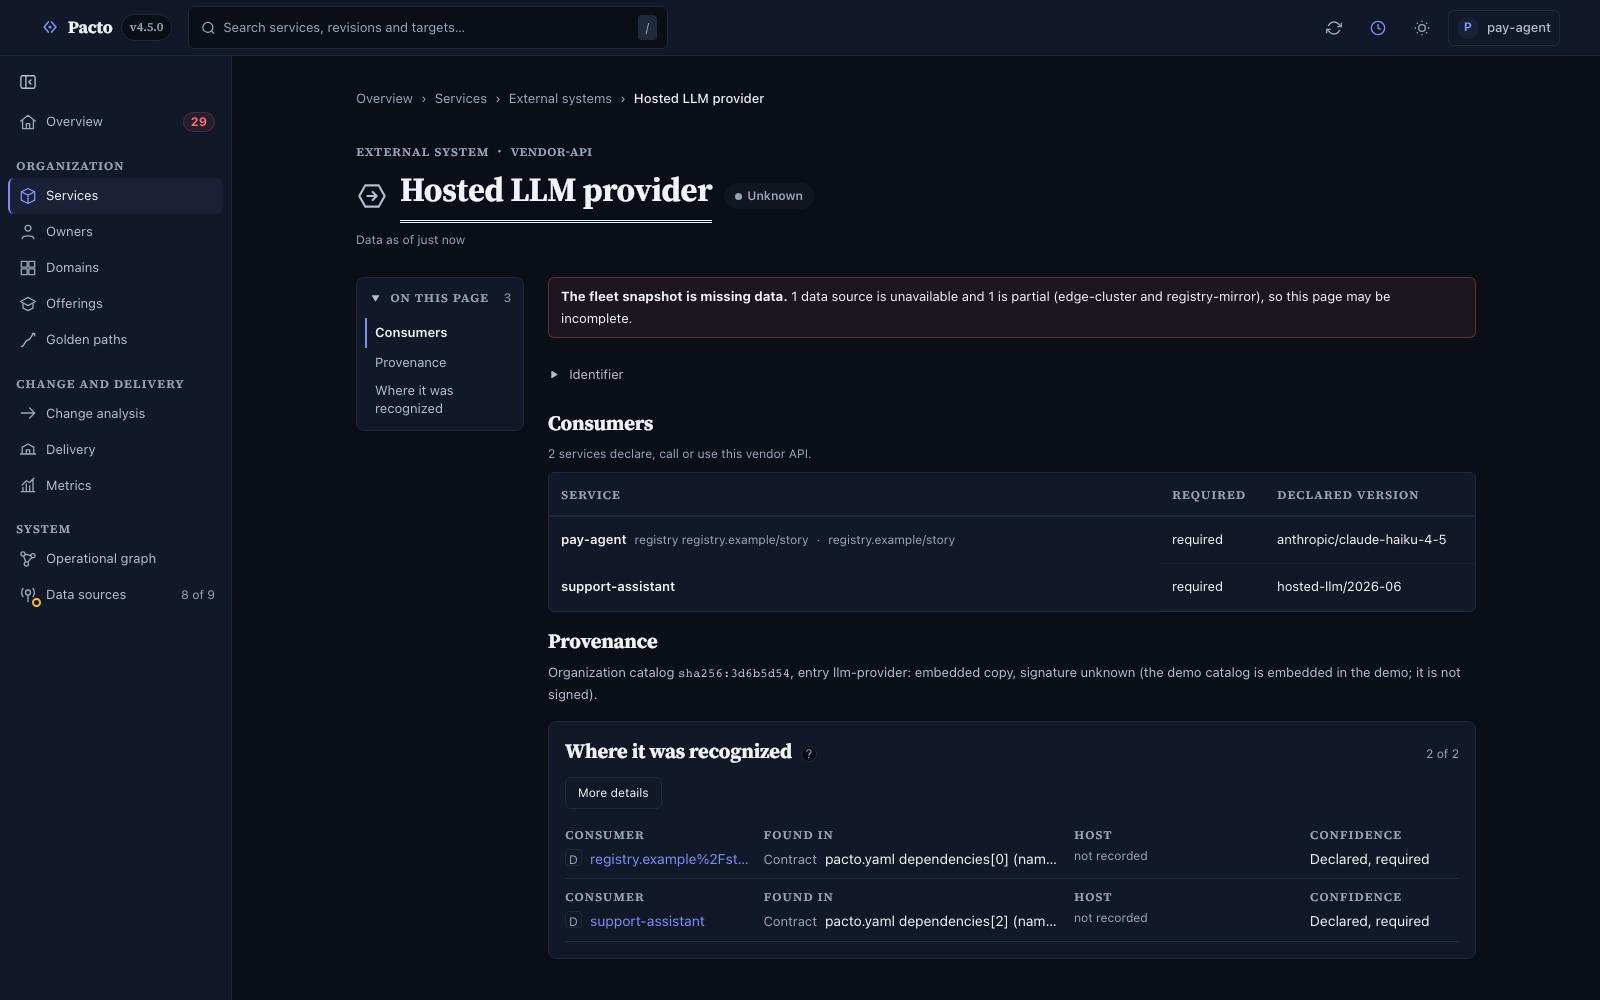 Pacto v4.5.0
Search services, revisions and targets... /
P pay-agent
Overview 29
ORGANIZATION
Services
Owners
Domains
Offerings
Golden paths
CHANGE AND DELIVERY
Change analysis
Delivery
Metrics
SYSTEM
Operational graph
Data sources 8 of 9
Overview › Services › External systems › Hosted LLM provider
EXTERNAL SYSTEM · VENDOR-API
Hosted LLM provider Unknown
Data as of just now
ON THIS PAGE 3
Consumers
Provenance
Where it was
recognized
The fleet snapshot is missing data. 1 data source is unavailable and 1 is partial (edge-cluster and registry-mirror), so this page may be
incomplete.
Identifier
Consumers
2 services declare, call or use this vendor API.
SERVICE REQUIRED DECLARED VERSION
pay-agent registry registry.example/story · registry.example/story required anthropic/claude-haiku-4-5
support-assistant required hosted-llm/2026-06
Provenance
Organization catalog sha256:3d6b5d54, entry llm-provider: embedded copy, signature unknown (the demo catalog is embedded in the demo; it is not
signed).
Where it was recognized ? 2 of 2
More details
CONSUMER FOUND IN HOST CONFIDENCE
D registry.example%2Fst... Contract pacto.yaml dependencies[0] (nam... not recorded Declared, required
CONSUMER FOUND IN HOST CONFIDENCE
D support-assistant Contract pacto.yaml dependencies[2] (nam... not recorded Declared, required